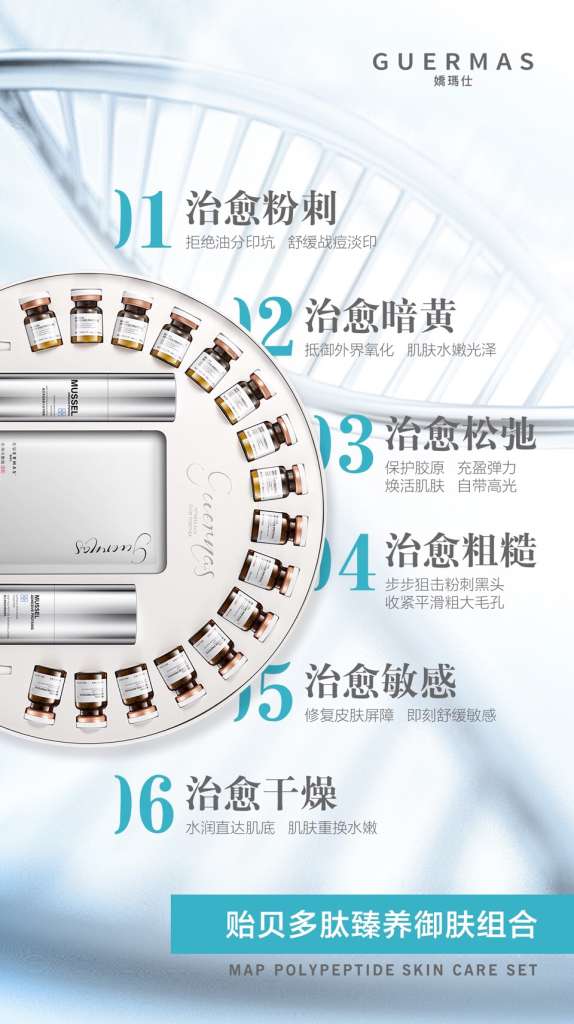 GUERMAS
嬌瑪仕
01 治愈粉刺
拒绝油分印坑 舒缓战痘淡印
02 治愈暗黄
抵御外界氧化 肌肤水嫩光泽
03 治愈松弛
保护胶原 充盈弹力
焕活肌肤 自带高光
04 治愈粗糙
步步狙击粉刺黑头
收紧平滑粗大毛孔
05 治愈敏感
修复皮肤屏障 即刻舒缓敏感
06 治愈干燥
水润直达肌底 肌肤重换水嫩
MUSSEL
Guermas
Guermas
MUSSEL
贻贝多肽臻养御肤组合
MAP POLYPEPTIDE SKIN CARE SET